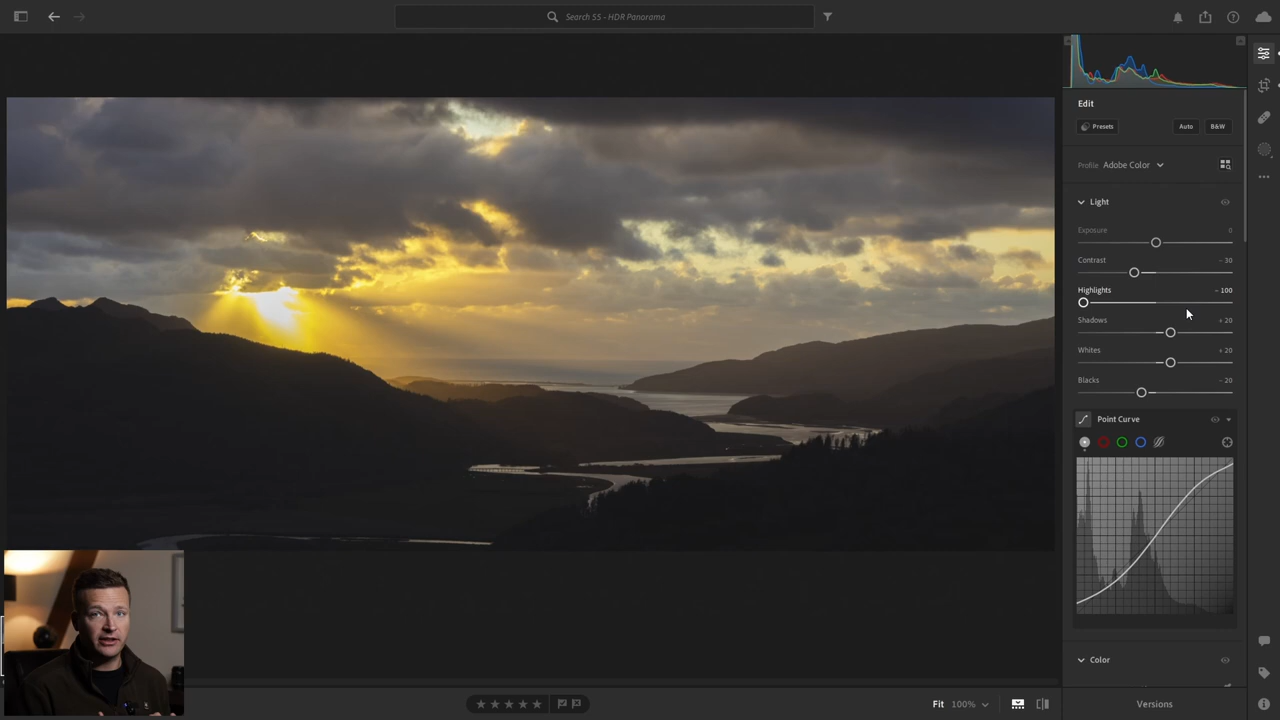 Search 55 - HDR Panorama
Edit
Presets
Auto
B&W
Profile Adobe Color
Light
Exposure 0
Contrast - 30
Highlights - 100
Shadows + 20
Whites + 20
Blacks - 20
Point Curve
Color
Fit 100%
Versions